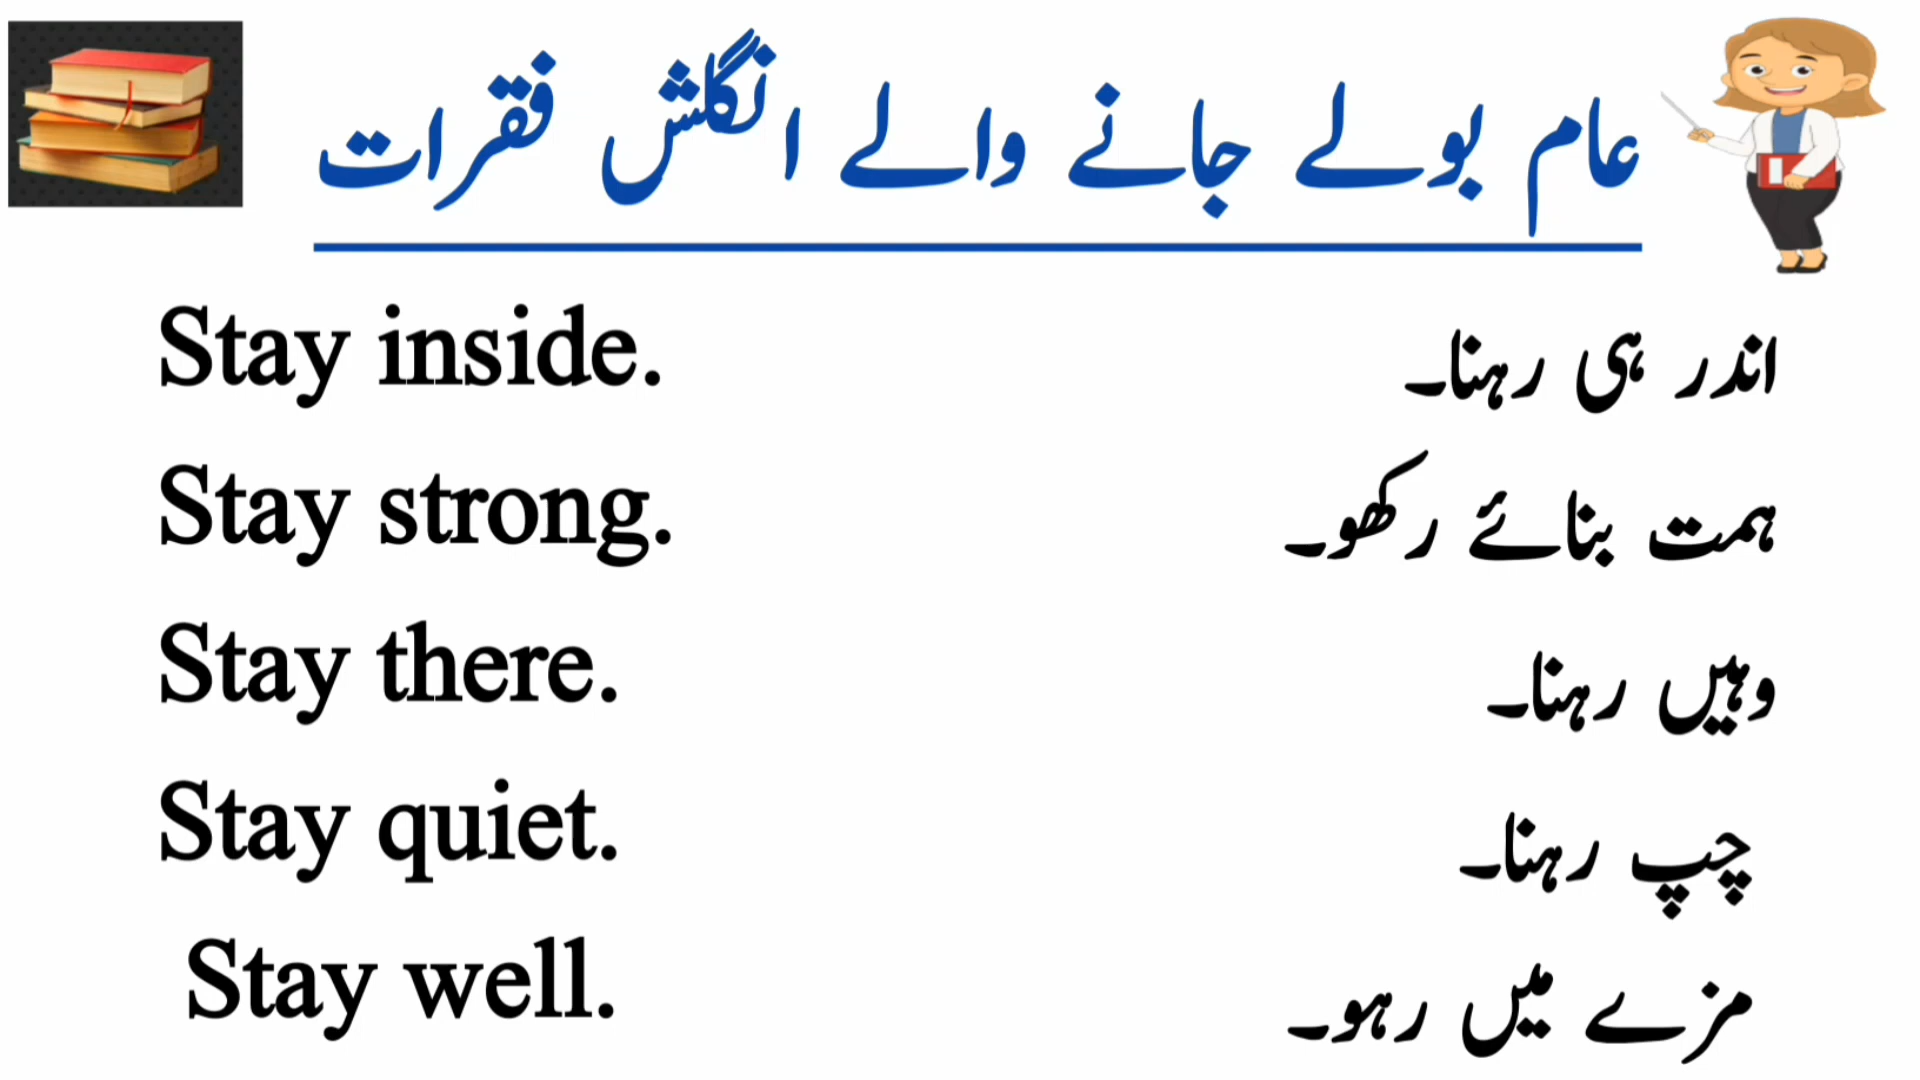 عام بولے جانے والے انگلش فقرات
Stay inside. اندر ہی رہنا۔
Stay strong. ہمت بنائے رکھو۔
Stay there. وہیں رہنا۔
Stay quiet. چپ رہنا۔
Stay well. مزے میں رہو۔